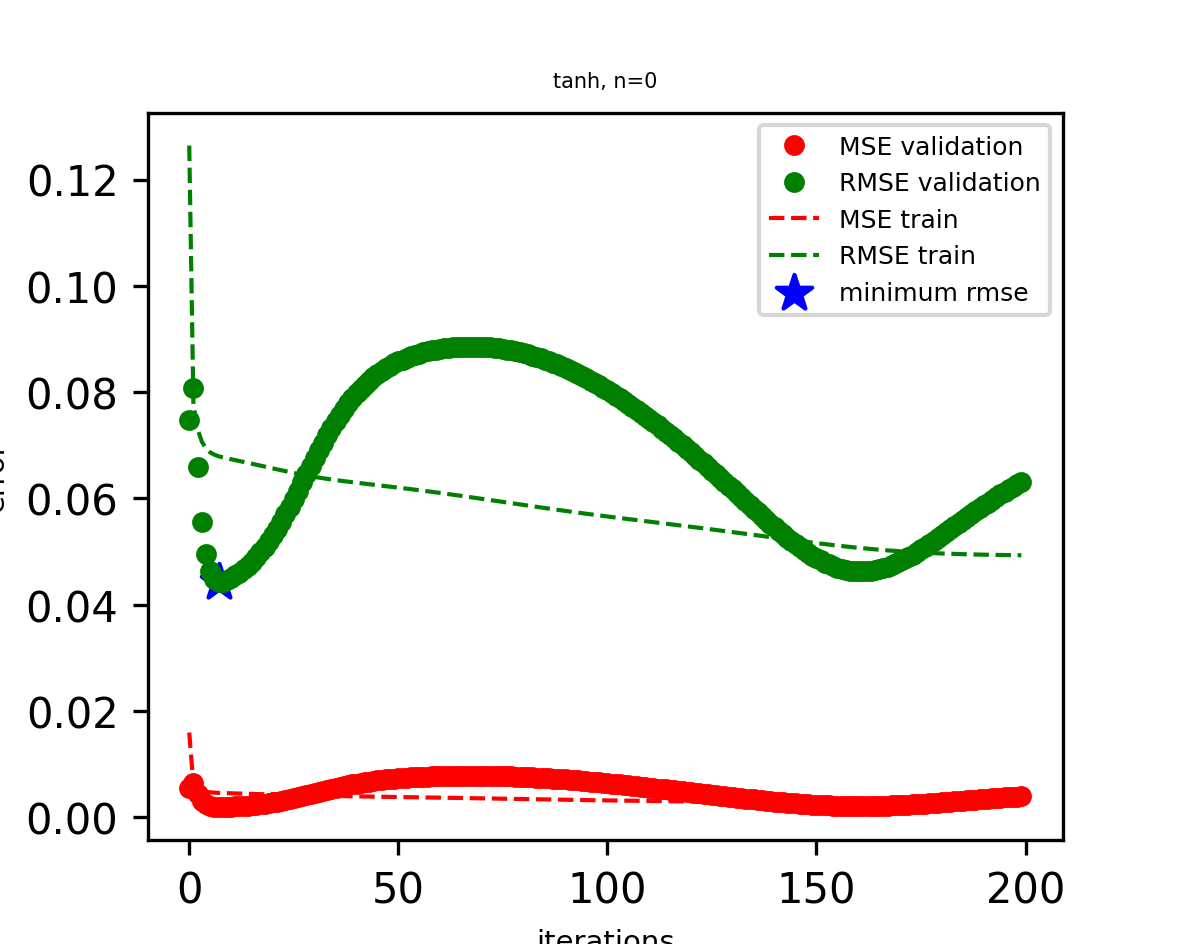 tanh, n=0
MSE validation
RMSE validation
MSE train
RMSE train
minimum rmse
0.12
0.10
0.08
0.06
0.04
0.02
0.00
0
50
100
150
200
iterations